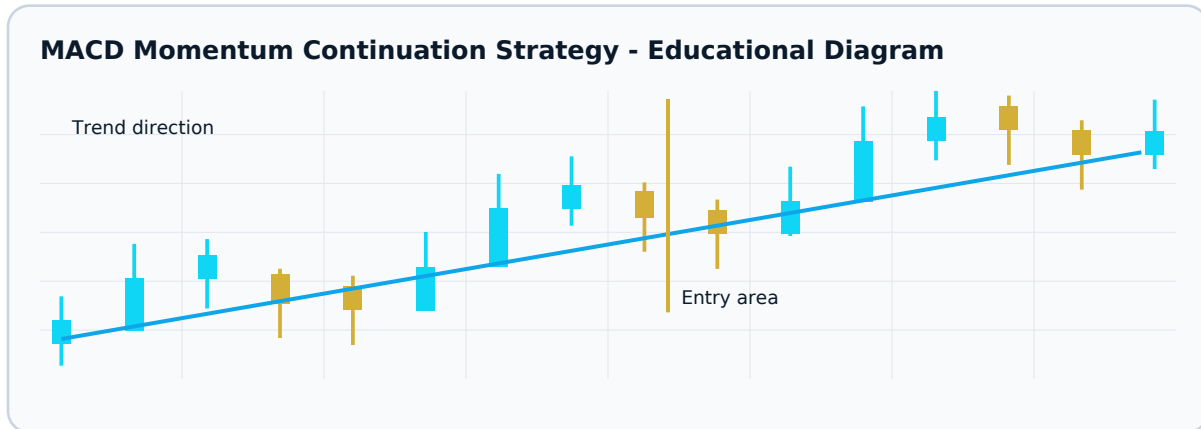 MACD Momentum Continuation Strategy - Educational Diagram
Trend direction
Entry area